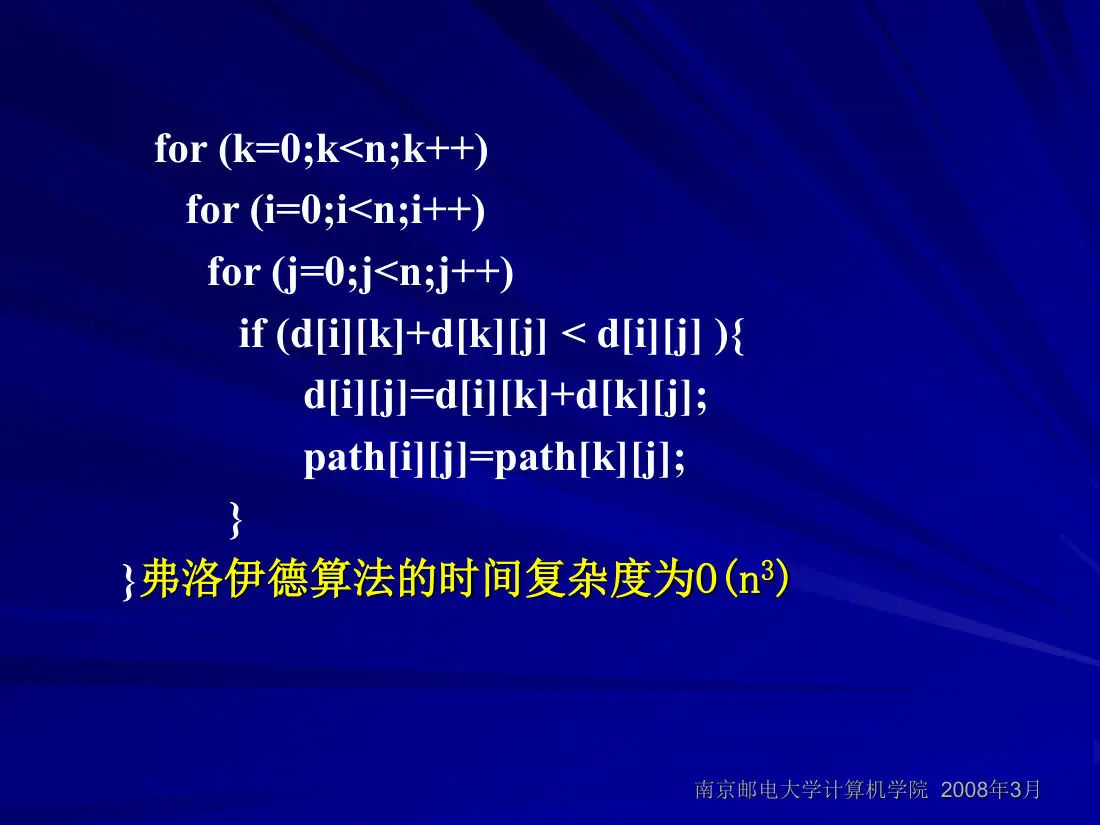 for (k=0;k<n;k++)
for (i=0;i<n;i++)
for (j=0;j<n;j++)
if (d[i][k]+d[k][j] < d[i][j] ){
d[i][j]=d[i][k]+d[k][j];
path[i][j]=path[k][j];
}
}弗洛伊德算法的时间复杂度为O(n³)
南京邮电大学计算机学院 2008年3月